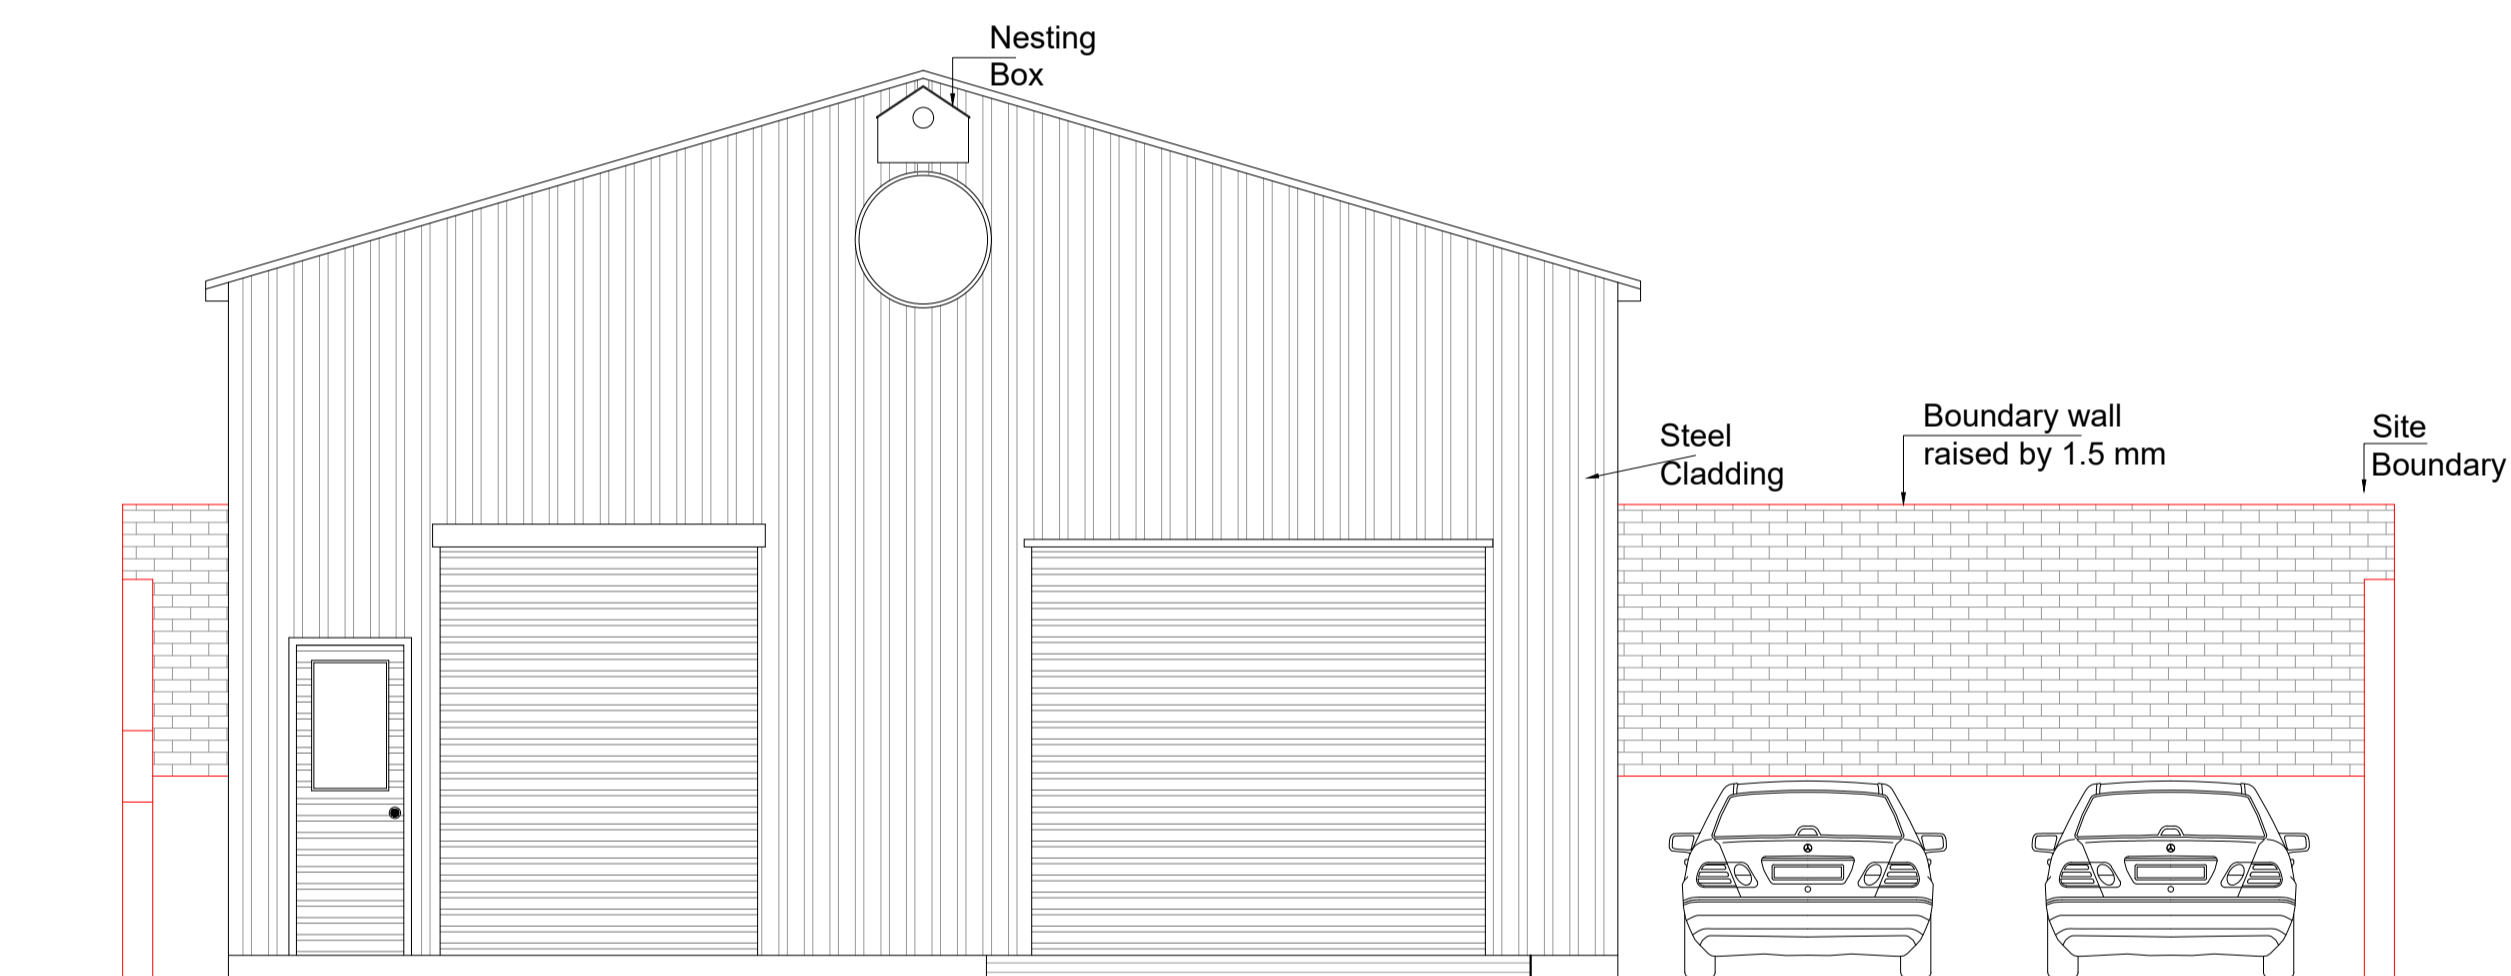 Nesting
Box
Steel
Cladding
Boundary wall
raised by 1.5 mm
Site
Boundary